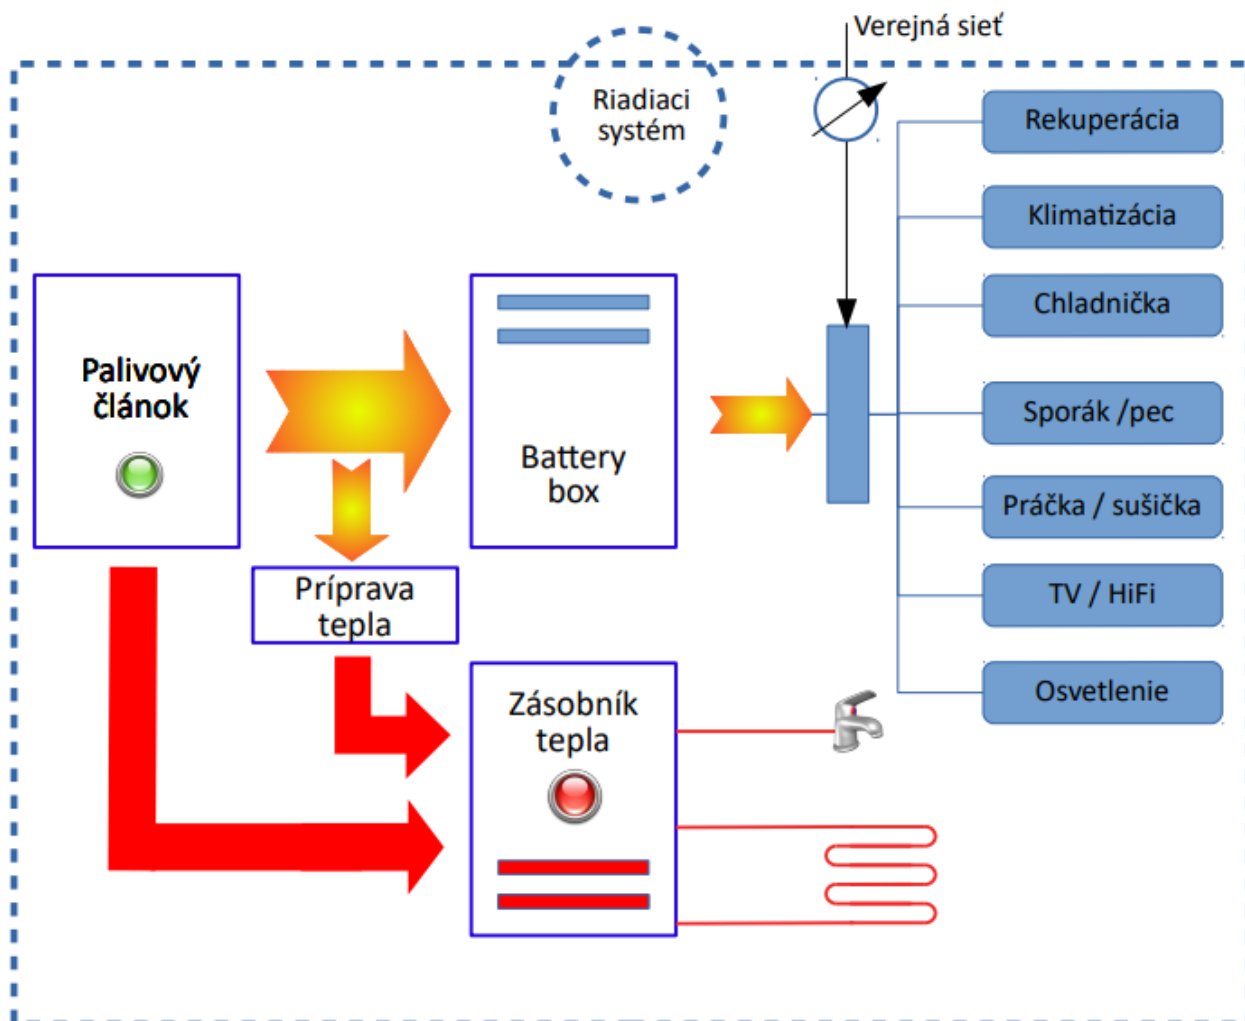 Verejná sieť
Riadiaci
systém
Rekuperácia
Klimatizácia
Chladnička
Sporák /pec
Práčka / sušička
TV / HiFi
Osvetlenie
Palivový
článok
Battery
box
Príprava
tepla
Zásobník
tepla